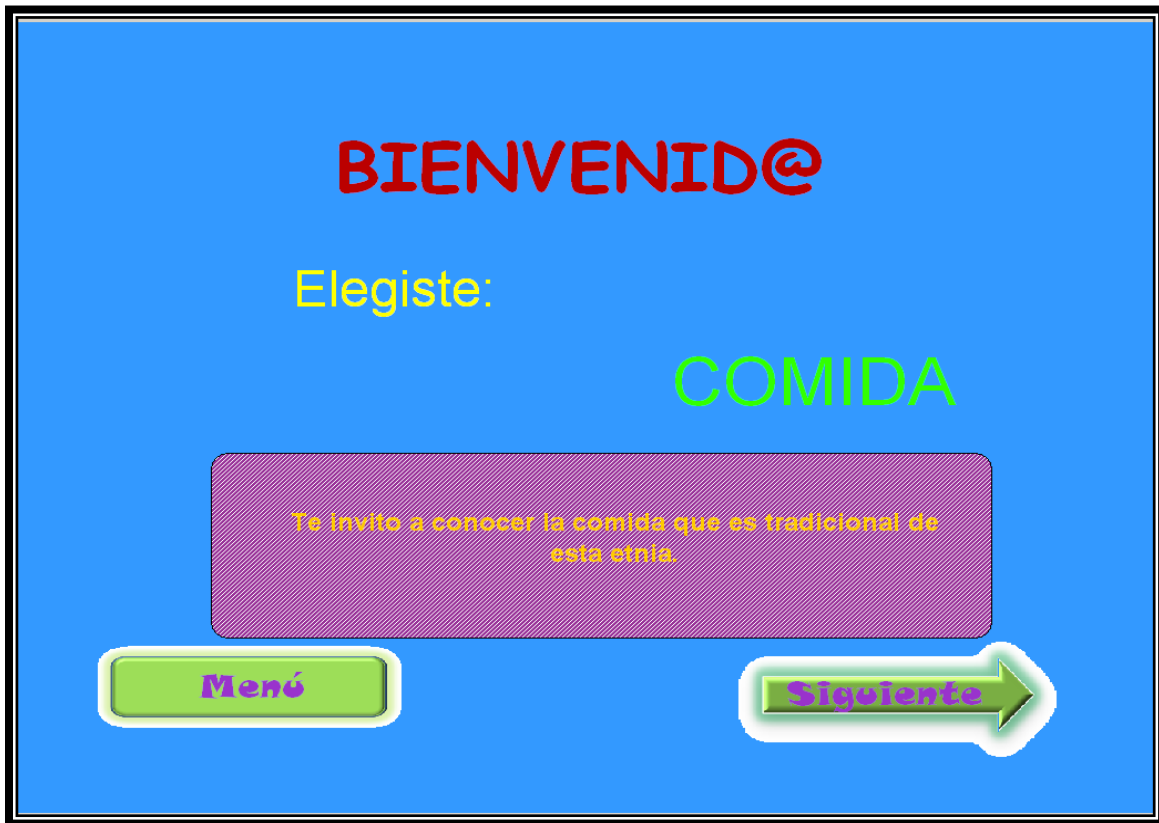 BIENVENID@
Elegiste:
COMIDA
Te invito a conocer la comida que es tradicional de
esta etnia.
Menú
Siguiente